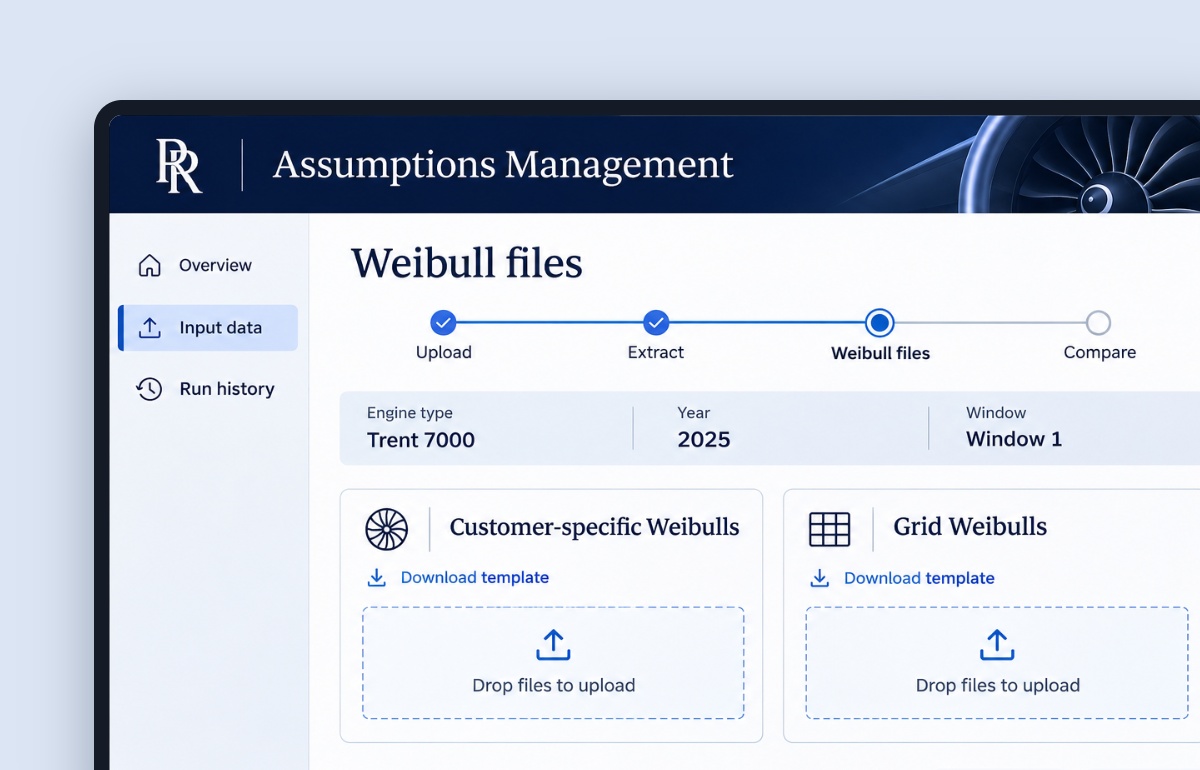 RR
Assumptions Management
Overview
Input data
Run history
Weibull files
Upload
Extract
Weibull files
Compare
Engine type
Trent 7000
Year
2025
Window
Window 1
Customer-specific Weibulls
Download template
Drop files to upload
Grid Weibulls
Download template
Drop files to upload